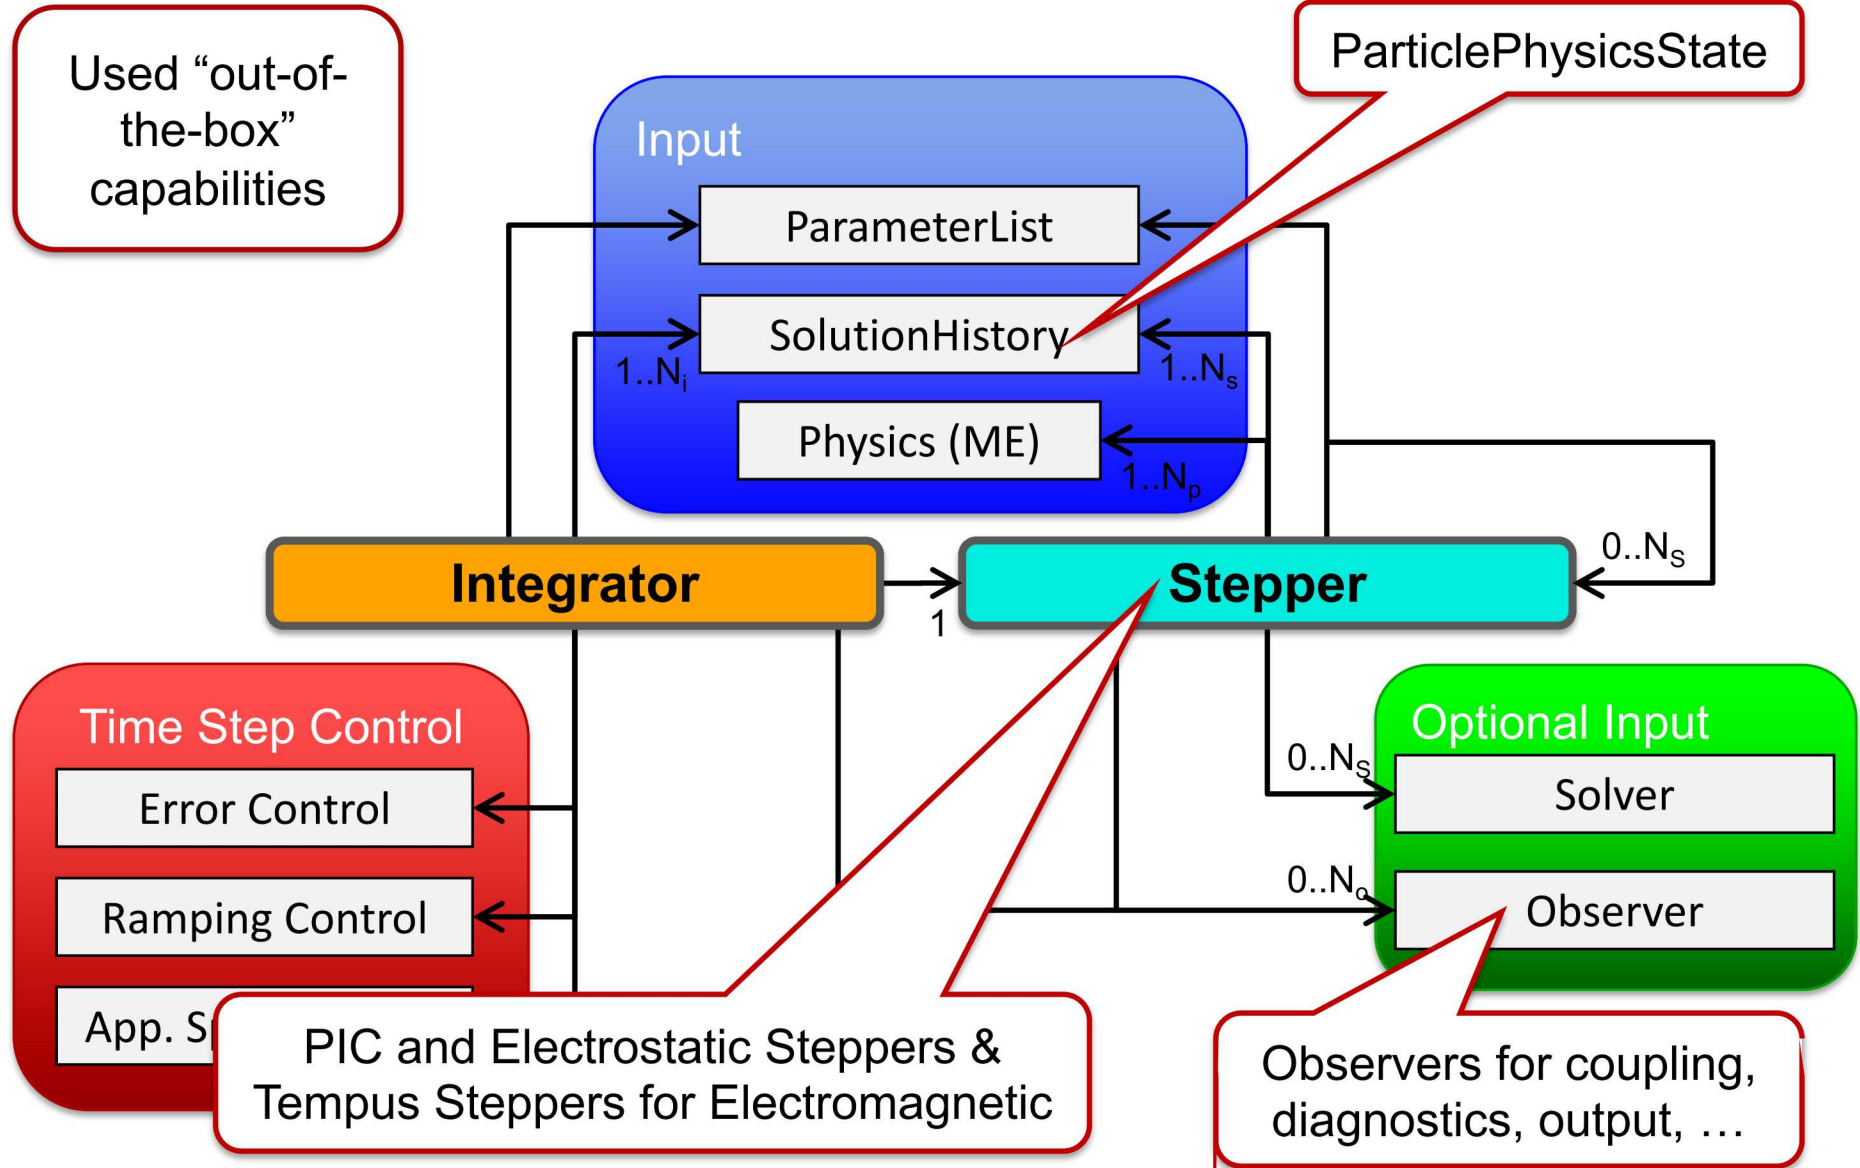 Used “out-of-
the-box”
capabilities
ParticlePhysicsState
Input
ParameterList
SolutionHistory
1..Ni
1..Ns
Physics (ME)
1..Np
Integrator
1
Stepper
0..NS
Time Step Control
Error Control
Ramping Control
App.
Optional Input
0..NS
Solver
0..No
Observer
PIC and Electrostatic Steppers &
Tempus Steppers for Electromagnetic
Observers for coupling,
diagnostics, output, …